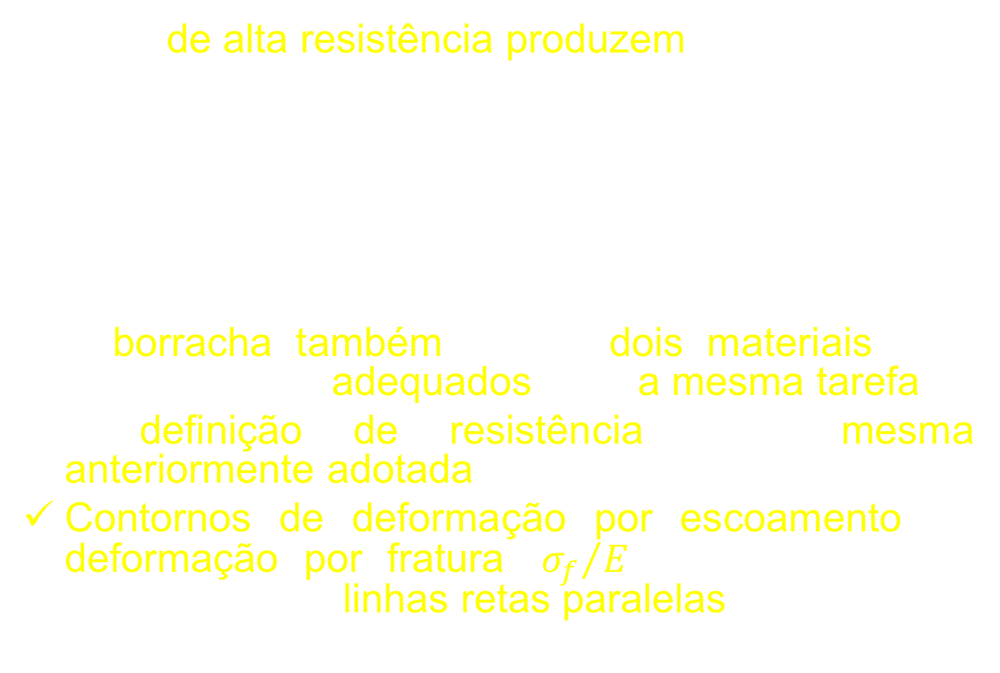 de alta resistência produzem
borracha também dois materiais
adequados a mesma tarefa
definição de resistência mesma
anteriormente adotada
✓ Contornos de deformação por escoamento
deformação por fratura σ_f/E
linhas retas paralelas